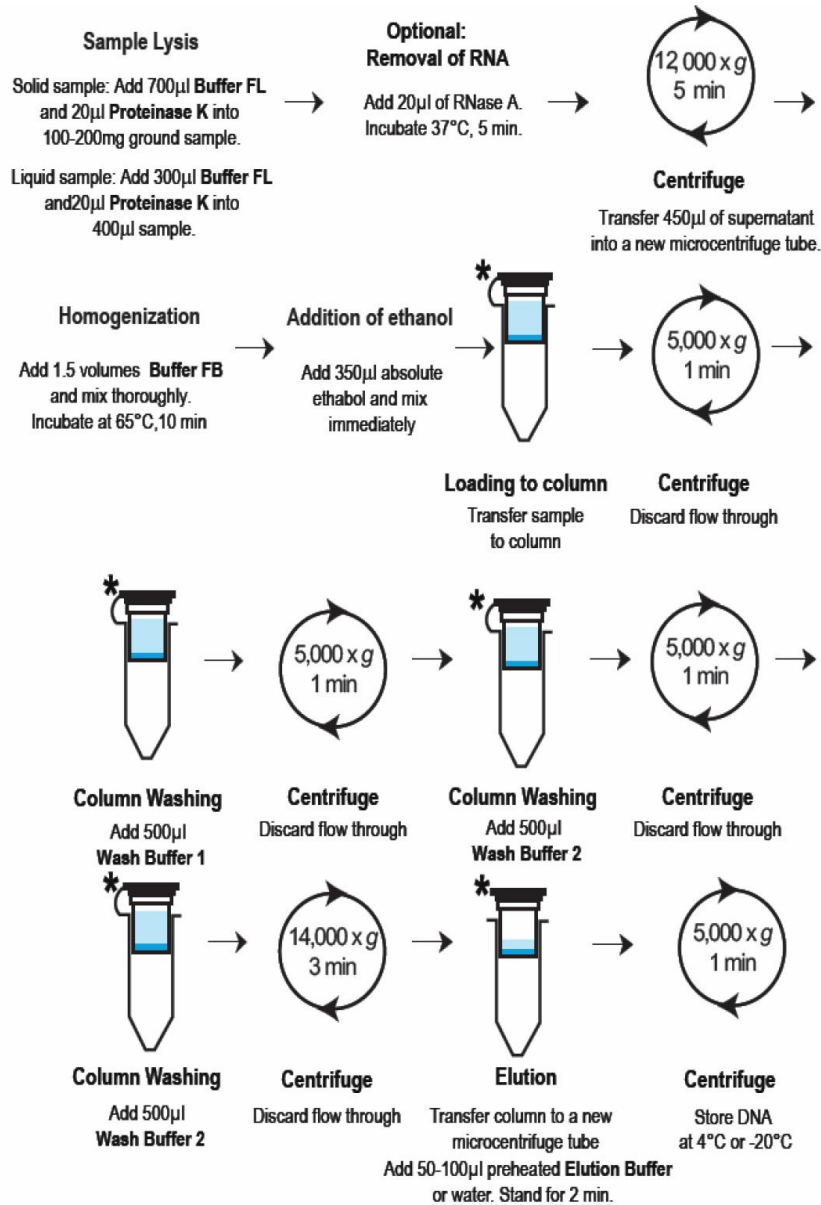 Sample Lysis
Solid sample: Add 700µl Buffer FL
and 20µl Proteinase K into
100-200mg ground sample.
Liquid sample: Add 300µl Buffer FL
and20µl Proteinase K into
400µl sample.
Optional:
Removal of RNA
Add 20µl of RNase A.
Incubate 37°C, 5 min.
12,000 x g
5 min
Centrifuge
Transfer 450µl of supernatant
into a new microcentrifuge tube.
Homogenization
Add 1.5 volumes Buffer FB
and mix thoroughly.
Incubate at 65°C,10 min
Addition of ethanol
Add 350µl absolute
ethabol and mix
immediately
*
Loading to column
Transfer sample
to column
5,000 x g
1 min
Centrifuge
Discard flow through
*
Column Washing
Add 500µl
Wash Buffer 1
5,000 x g
1 min
Centrifuge
Discard flow through
*
Column Washing
Add 500µl
Wash Buffer 2
5,000 x g
1 min
Centrifuge
Discard flow through
*
Column Washing
Add 500µl
Wash Buffer 2
14,000 x g
3 min
Centrifuge
Discard flow through
*
Elution
Transfer column to a new
microcentrifuge tube
Add 50-100µl preheated Elution Buffer
or water. Stand for 2 min.
5,000 x g
1 min
Centrifuge
Store DNA
at 4°C or -20°C